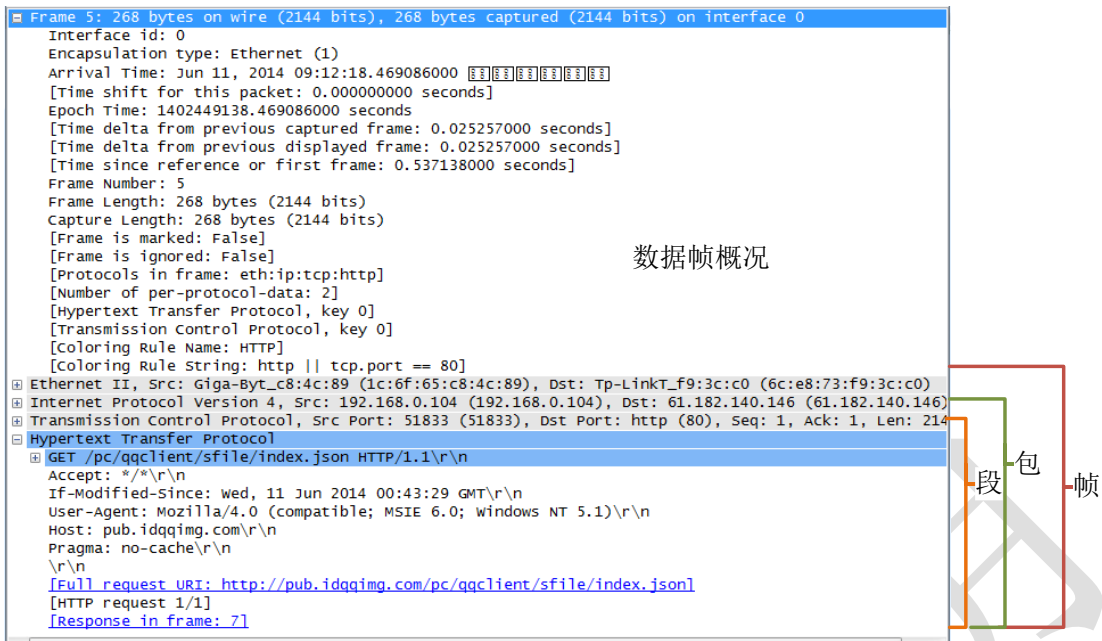 Frame 5: 268 bytes on wire (2144 bits), 268 bytes captured (2144 bits) on interface 0
Interface id: 0
Encapsulation type: Ethernet (1)
Arrival Time: Jun 11, 2014 09:12:18.469086000
[Time shift for this packet: 0.000000000 seconds]
Epoch Time: 1402449138.469086000 seconds
[Time delta from previous captured frame: 0.025257000 seconds]
[Time delta from previous displayed frame: 0.025257000 seconds]
[Time since reference or first frame: 0.537138000 seconds]
Frame Number: 5
Frame Length: 268 bytes (2144 bits)
Capture Length: 268 bytes (2144 bits)
[Frame is marked: False]
[Frame is ignored: False]
数据帧概况
[Protocols in frame: eth:ip:tcp:http]
[Number of per-protocol-data: 2]
[Hypertext Transfer Protocol, key 0]
[Transmission Control Protocol, key 0]
[Coloring Rule Name: HTTP]
[Coloring Rule String: http || tcp.port == 80]
Ethernet II, Src: Giga-Byt_c8:4c:89 (1c:6f:65:c8:4c:89), Dst: Tp-LinkT_f9:3c:c0 (6c:e8:73:f9:3c:c0)
Internet Protocol Version 4, Src: 192.168.0.104 (192.168.0.104), Dst: 61.182.140.146 (61.182.140.146)
Transmission Control Protocol, Src Port: 51833 (51833), Dst Port: http (80), Seq: 1, Ack: 1, Len: 214
Hypertext Transfer Protocol
GET /pc/qqclient/sfile/index.json HTTP/1.1\r\n
Accept: */*\r\n
If-Modified-Since: Wed, 11 Jun 2014 00:43:29 GMT\r\n
User-Agent: Mozilla/4.0 (compatible; MSIE 6.0; Windows NT 5.1)\r\n
Host: pub.idqqimg.com\r\n
Pragma: no-cache\r\n
\r\n
[Full request URI: http://pub.idqqimg.com/pc/qqclient/sfile/index.json]
[HTTP request 1/1]
[Response in frame: 7]
段
包
帧